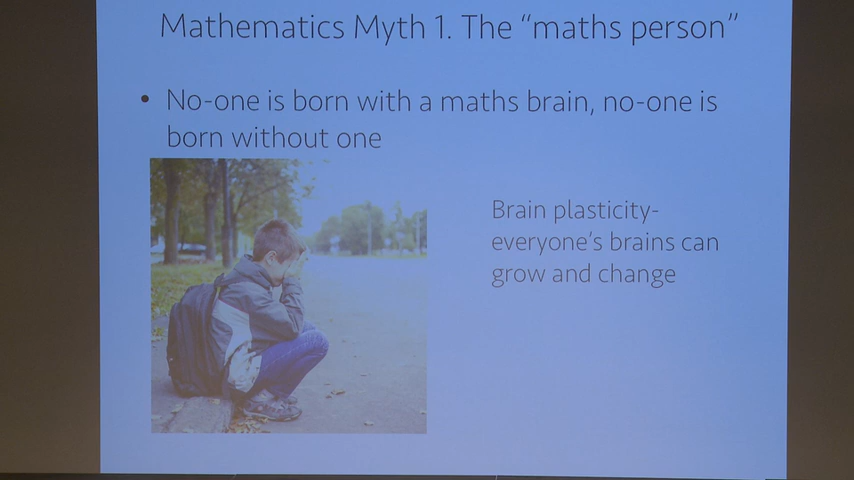 Mathematics Myth 1. The “maths person”
• No-one is born with a maths brain, no-one is
born without one
Brain plasticity-
everyone’s brains can
grow and change